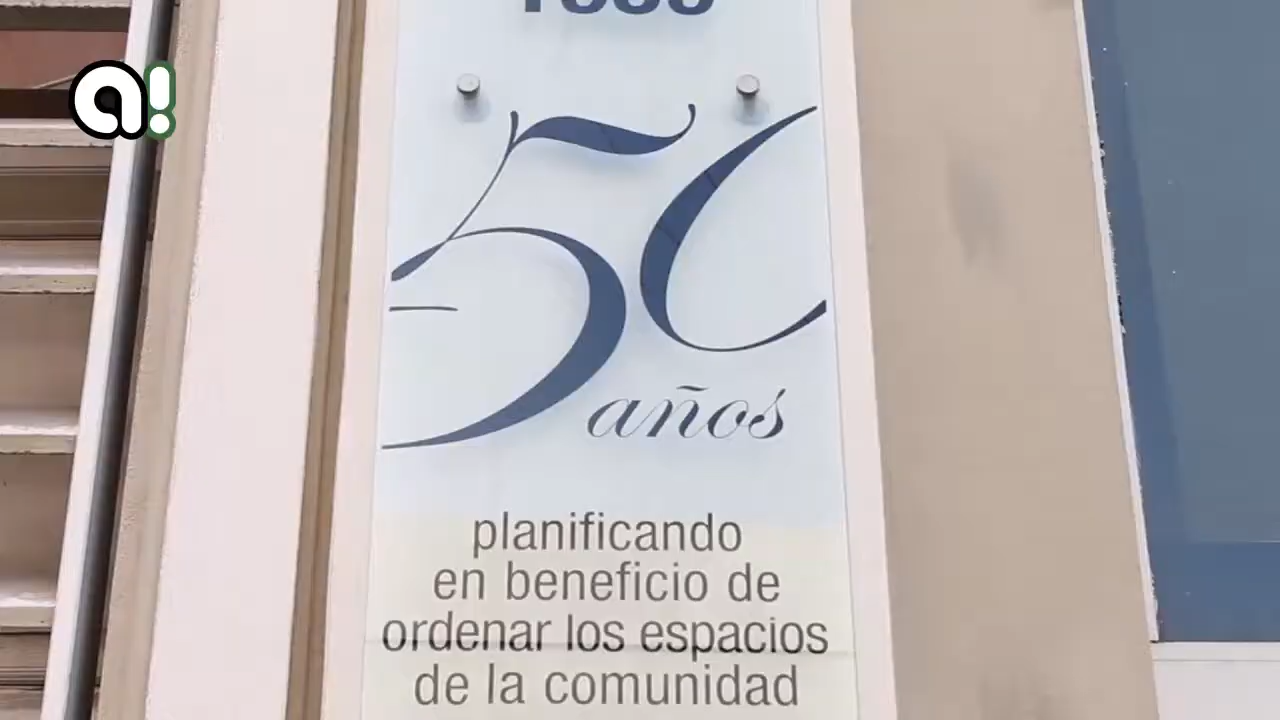 a!
50
años
planificando
en beneficio de
ordenar los espacios
de la comunidad